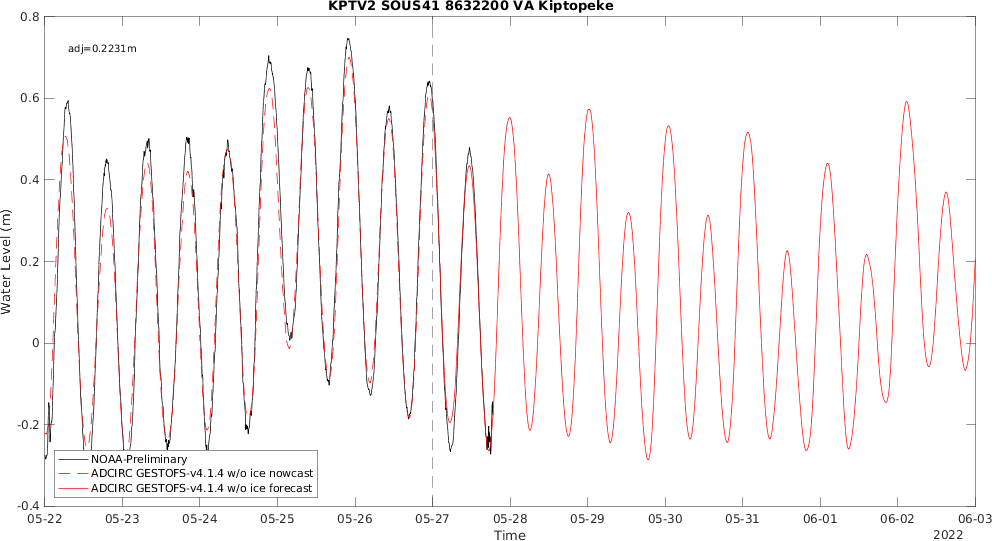 KPTV2 SOUS41 8632200 VA Kiptopeke
adj=0.2231m
0.8
0.6
0.4
0.2
0
-0.2
-0.4
Water Level (m)
NOAA-Preliminary
ADCIRC GESTOFS-v4.1.4 w/o ice nowcast
ADCIRC GESTOFS-v4.1.4 w/o ice forecast
05-22 05-23 05-24 05-25 05-26 05-27 05-28 05-29 05-30 05-31 06-01 06-02 06-03
Time
2022